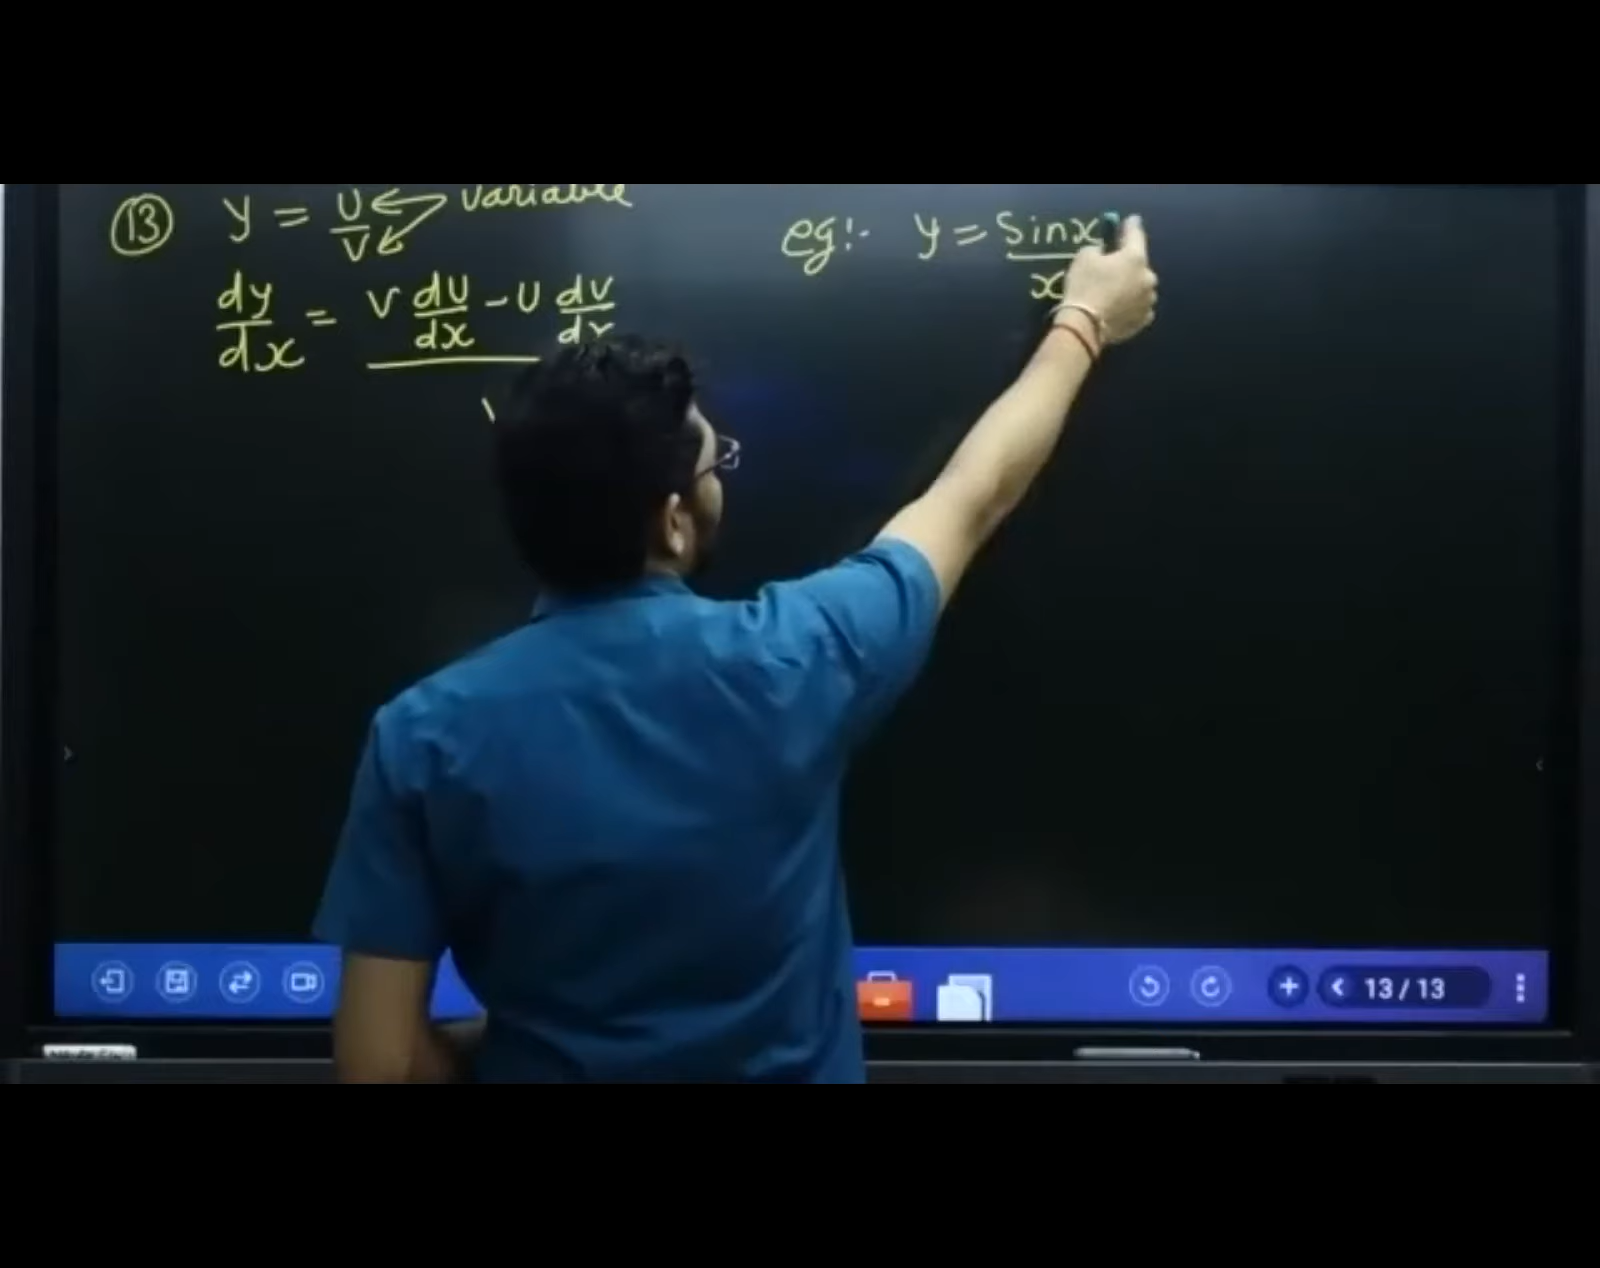 13 y = U/V variable
dy/dx = V dU/dx - U dV/dx
eg:- y = Sinx/x
13/13